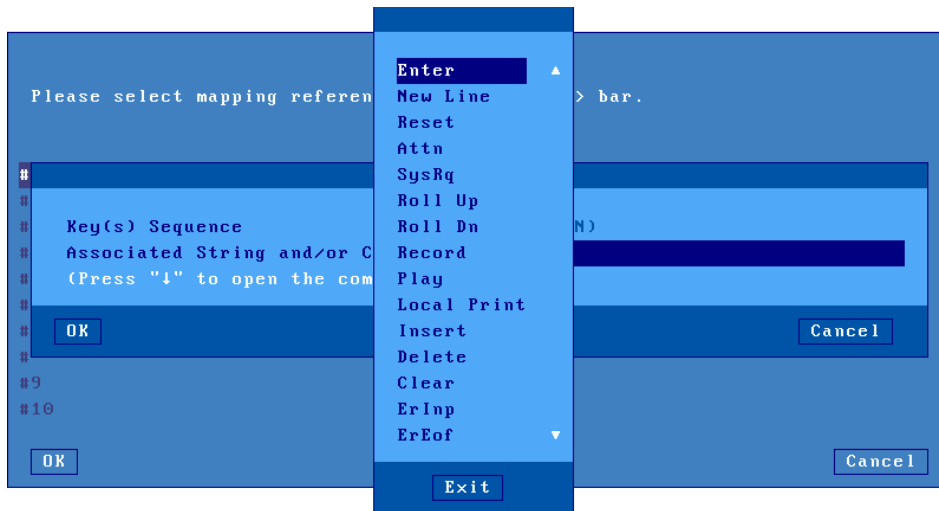 Enter ▲
Please select mapping referen > bar.
New Line
Reset
Attn
#
SysRq
#
Roll Up
# Key(s) Sequence
Roll Dn
N)
# Associated String and/or C
Record
# (Press "↓" to open the com
Play
#
Local Print
# OK
Insert
Cancel
#
Delete
#9
Clear
#10
ErInp
ErEof ▼
OK
Cancel
Exit